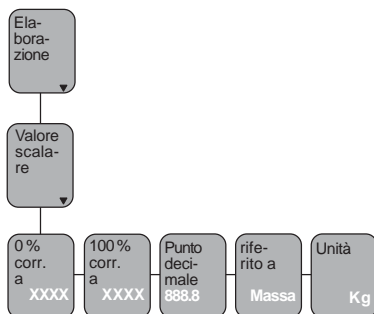 Ela-
bora-
zione
Valore
scala-
re
0 %
corr.
a
XXXX
100 %
corr.
a
XXXX
Punto
deci-
male
888.8
rife-
rito a
Massa
Unità
Kg